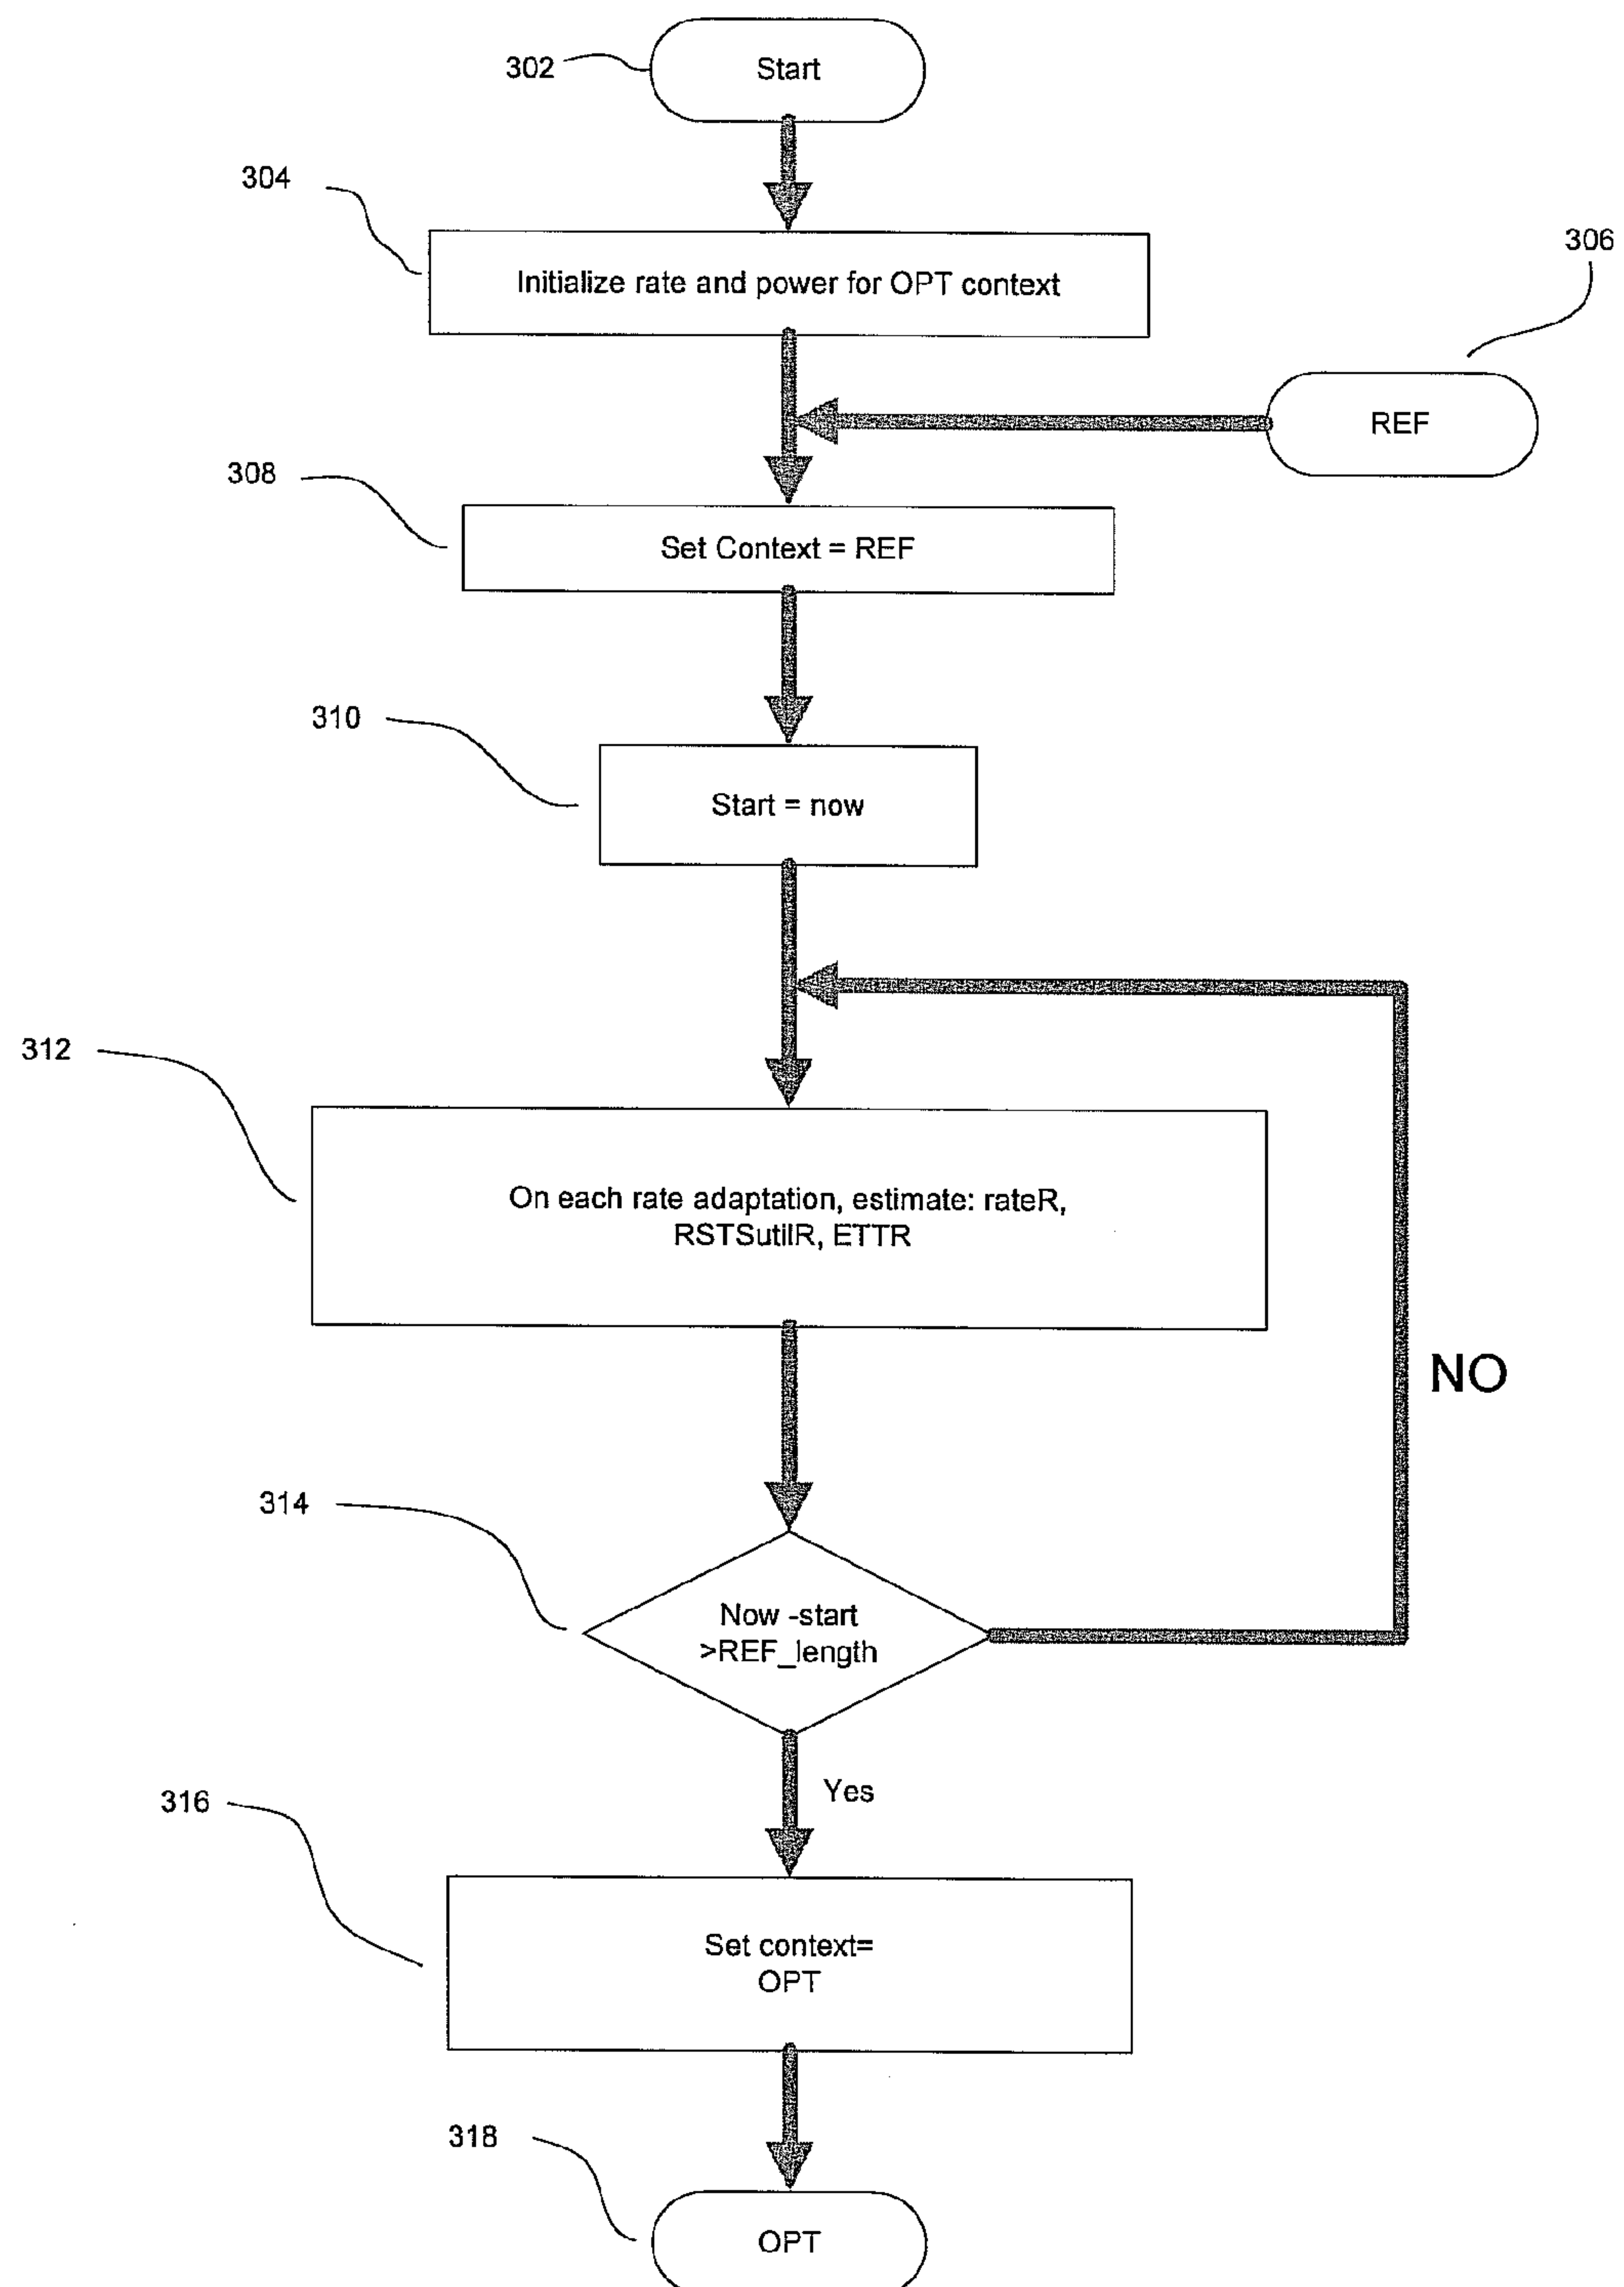 302
Start
304
Initialize rate and power for OPT context
306
REF
308
Set Context = REF
310
Start = now
312
On each rate adaptation, estimate: rateR,
RSTSutilR, ETTR
NO
314
Now -start
>REF_length
Yes
316
Set context=
OPT
318
OPT